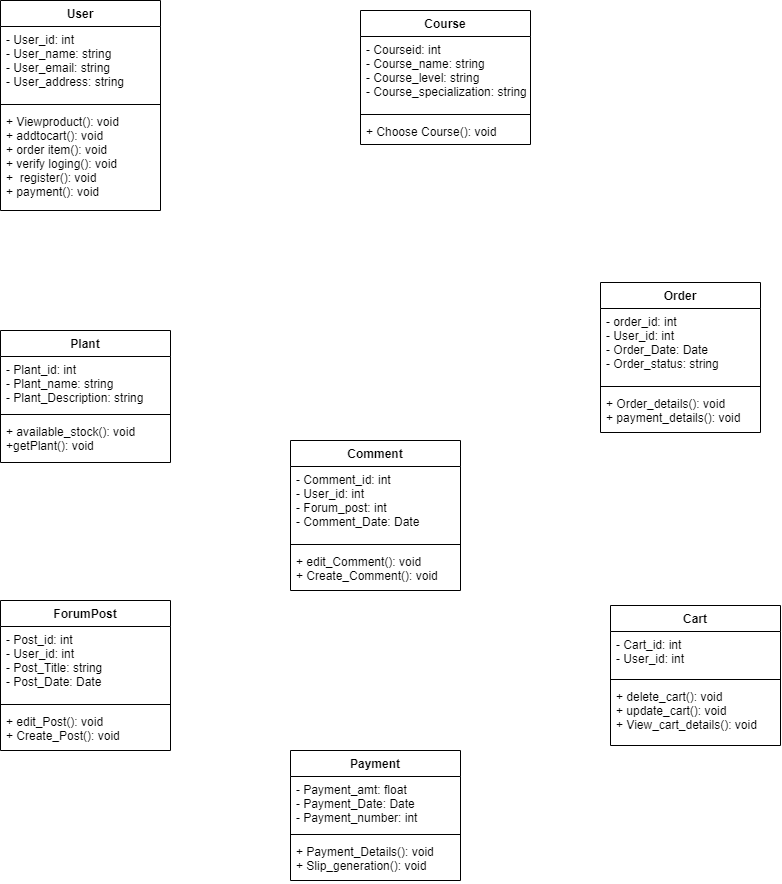 User
- User_id: int
- User_name: string
- User_email: string
- User_address: string
+ Viewproduct(): void
+ addtocart(): void
+ order item(): void
+ verify loging(): void
+  register(): void
+ payment(): void
Course
- Courseid: int
- Course_name: string
- Course_level: string
- Course_specialization: string
+ Choose Course(): void
Order
- order_id: int
- User_id: int
- Order_Date: Date
- Order_status: string
+ Order_details(): void
+ payment_details(): void
Plant
- Plant_id: int
- Plant_name: string
- Plant_Description: string
+ available_stock(): void
+getPlant(): void
Comment
- Comment_id: int
- User_id: int
- Forum_post: int
- Comment_Date: Date
+ edit_Comment(): void
+ Create_Comment(): void
ForumPost
- Post_id: int
- User_id: int
- Post_Title: string
- Post_Date: Date
+ edit_Post(): void
+ Create_Post(): void
Cart
- Cart_id: int
- User_id: int
+ delete_cart(): void
+ update_cart(): void
+ View_cart_details(): void
Payment
- Payment_amt: float
- Payment_Date: Date
- Payment_number: int
+ Payment_Details(): void
+ Slip_generation(): void